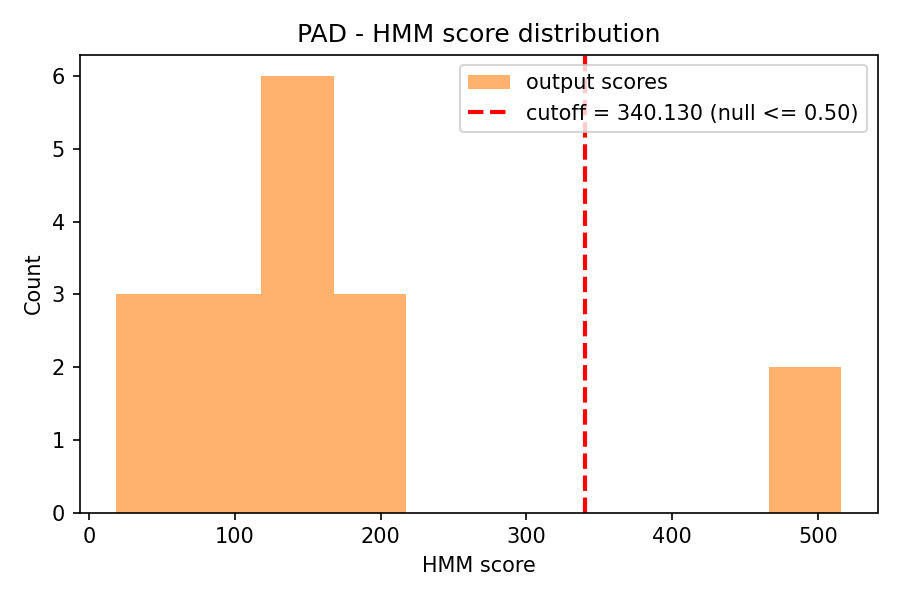 PAD - HMM score distribution
output scores
cutoff = 340.130 (null <= 0.50)
Count
6
5
4
3
2
1
0
0 100 200 300 400 500
HMM score